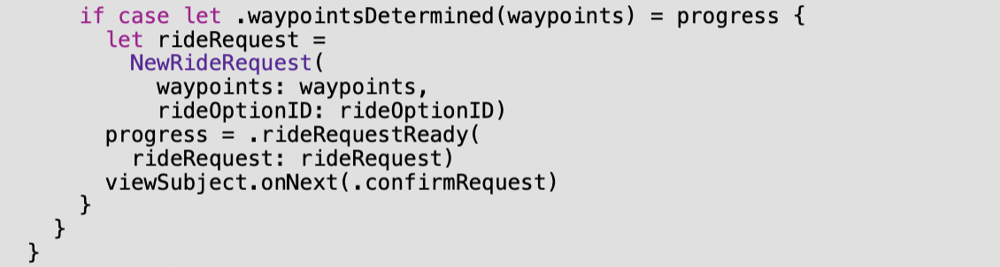 if case let .waypointsDetermined(waypoints) = progress {
let rideRequest =
NewRideRequest(
waypoints: waypoints,
rideOptionID: rideOptionID)
progress = .rideRequestReady(
rideRequest: rideRequest)
viewSubject.onNext(.confirmRequest)
}
}
}